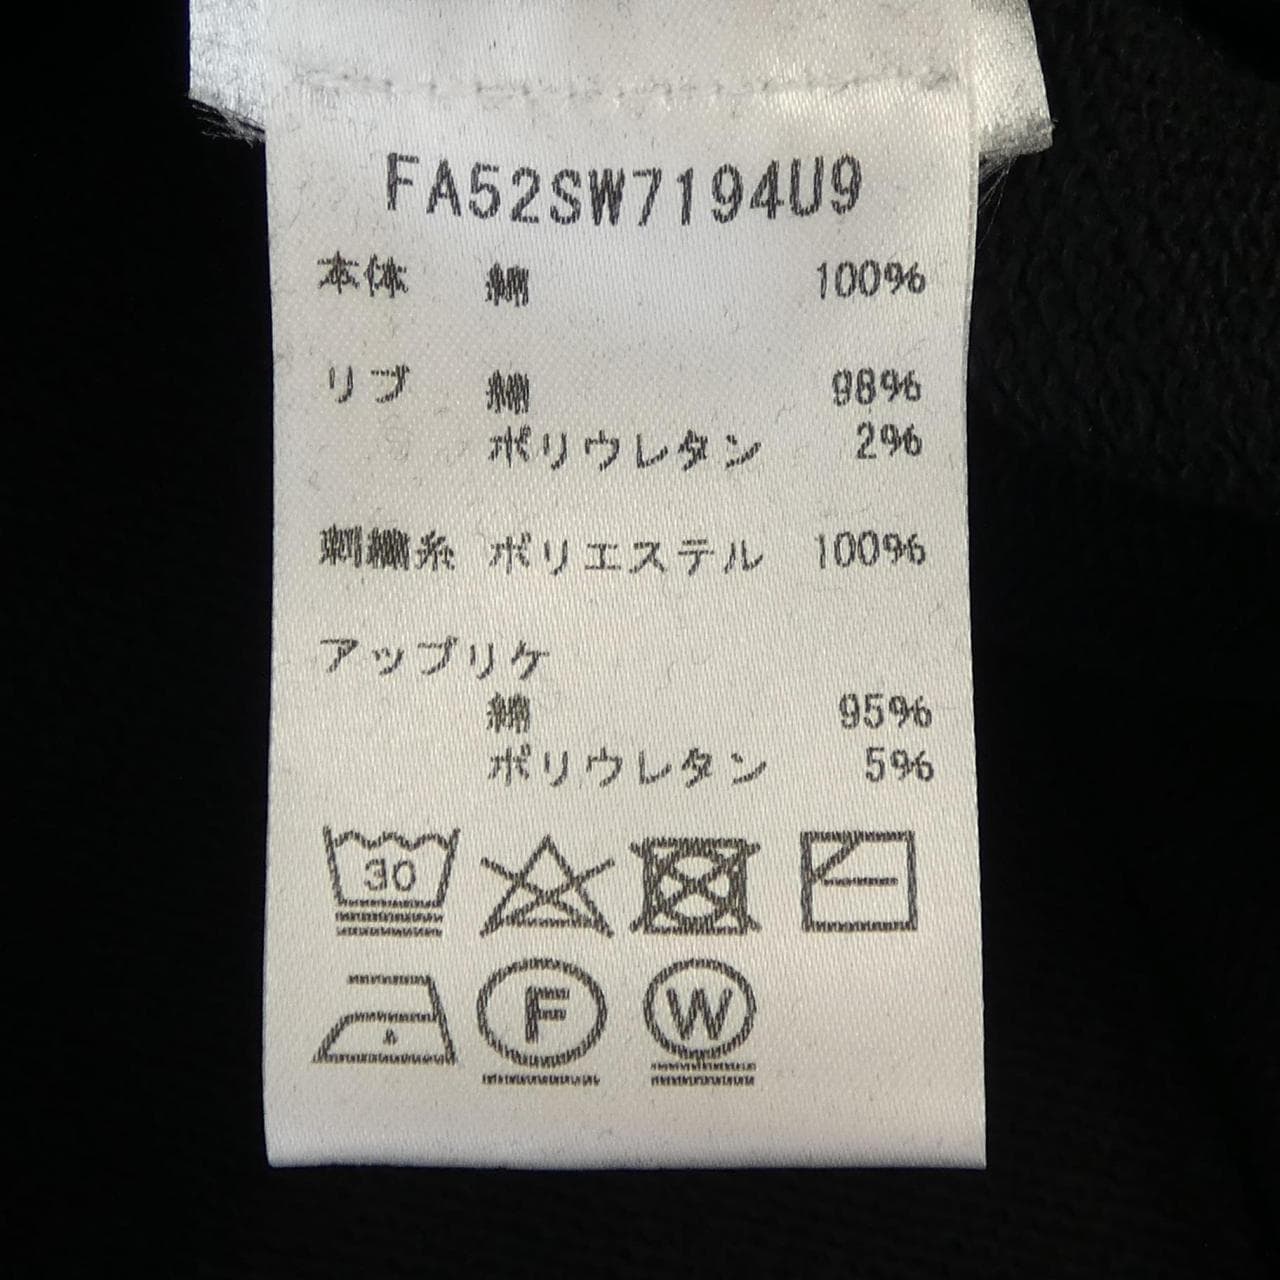 FA52SW7194U9
本体 綿 100%
リブ 綿 98%
ポリウレタン 2%
刺繍糸 ポリエステル 100%
アップリケ
綿 95%
ポリウレタン 5%
30
F W